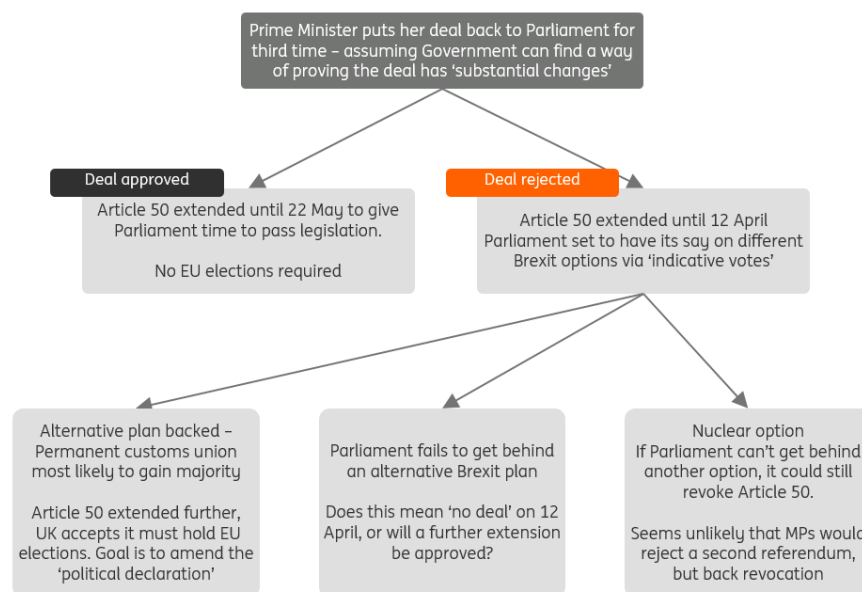 Prime Minister puts her deal back to Parliament for
third time – assuming Government can find a way
of proving the deal has ‘substantial changes’
Deal approved
Article 50 extended until 22 May to give
Parliament time to pass legislation.
No EU elections required
Deal rejected
Article 50 extended until 12 April
Parliament set to have its say on different
Brexit options via ‘indicative votes’
Alternative plan backed –
Permanent customs union
most likely to gain majority
Article 50 extended further,
UK accepts it must hold EU
elections. Goal is to amend the
‘political declaration’
Parliament fails to get behind
an alternative Brexit plan
Does this mean ‘no deal’ on 12
April, or will a further extension
be approved?
Nuclear option
If Parliament can’t get behind
another option, it could still
revoke Article 50.
Seems unlikely that MPs would
reject a second referendum,
but back revocation